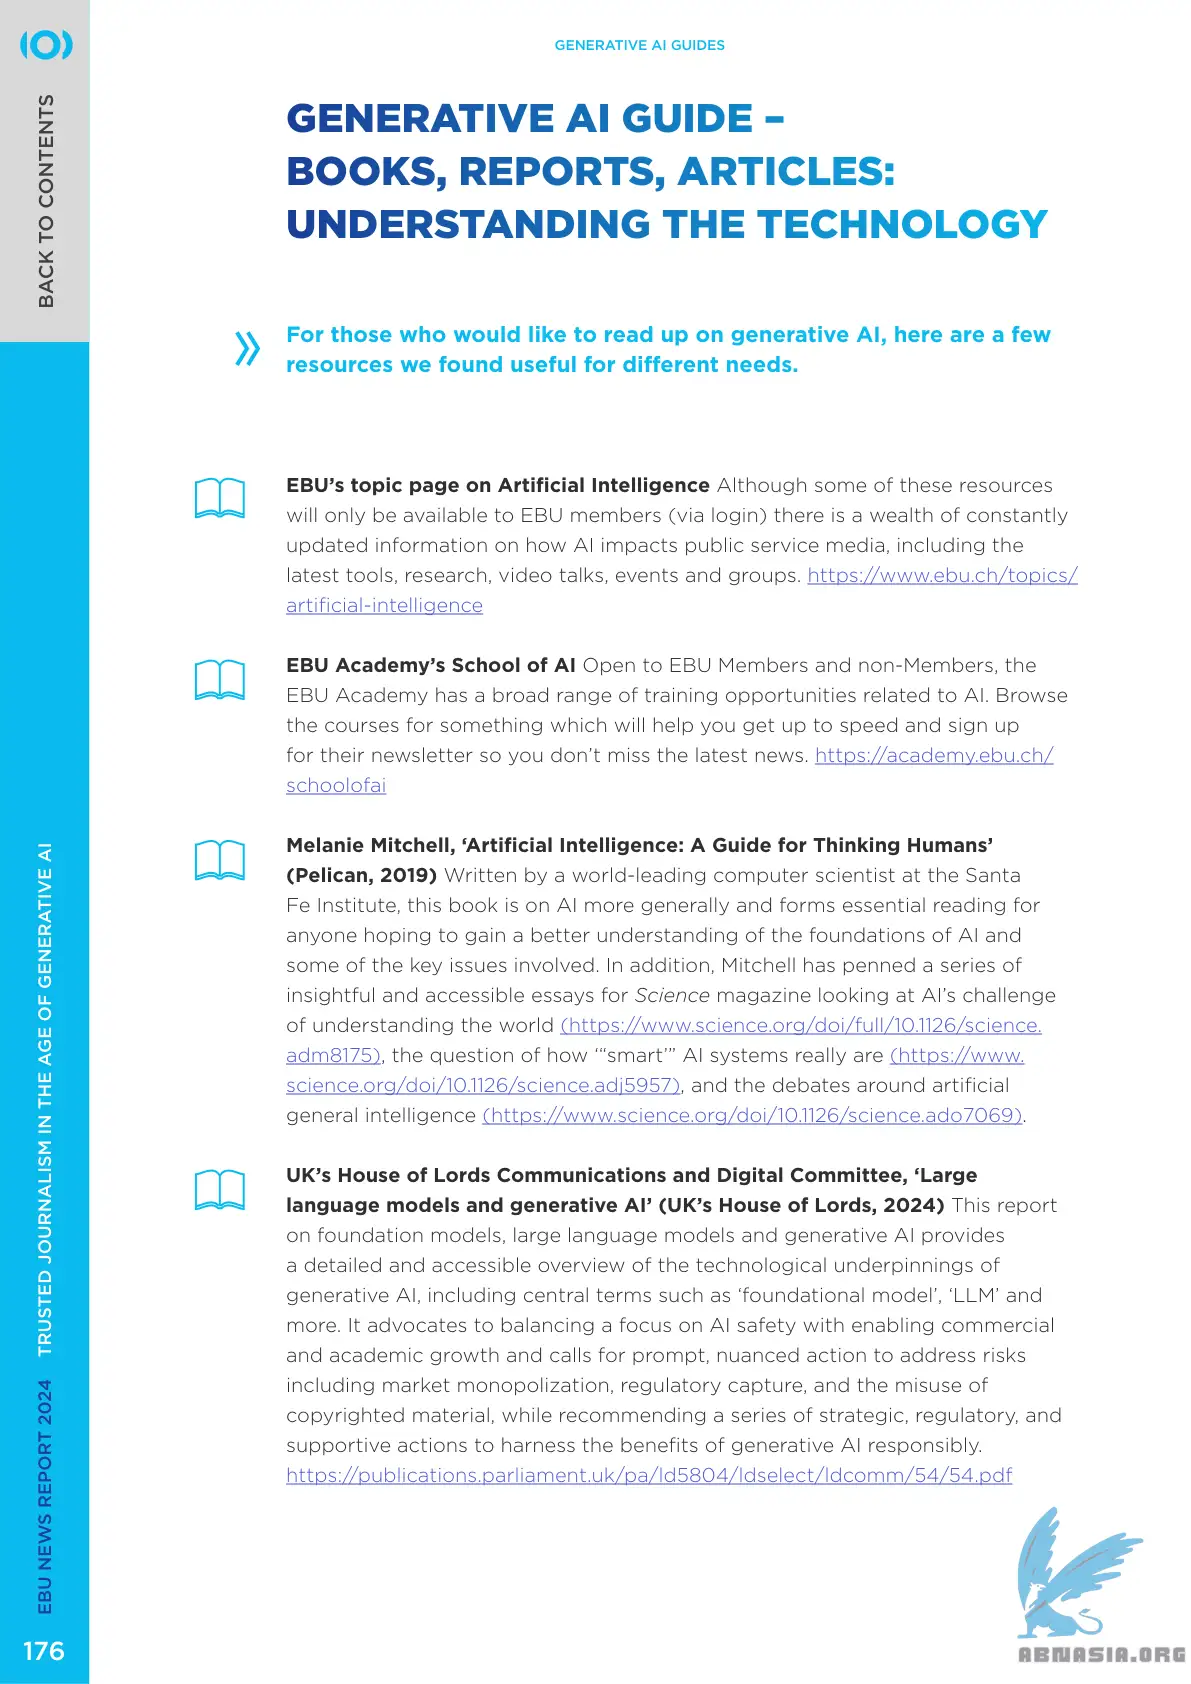 GENERATIVE AI GUIDES
BACK TO CONTENTS
GENERATIVE AI GUIDE –
BOOKS, REPORTS, ARTICLES:
UNDERSTANDING THE TECHNOLOGY
For those who would like to read up on generative AI, here are a few
resources we found useful for different needs.
EBU’s topic page on Artificial Intelligence Although some of these resources
will only be available to EBU members (via login) there is a wealth of constantly
updated information on how AI impacts public service media, including the
latest tools, research, video talks, events and groups. https://www.ebu.ch/topics/
artificial-intelligence
EBU Academy’s School of AI Open to EBU Members and non-Members, the
EBU Academy has a broad range of training opportunities related to AI. Browse
the courses for something which will help you get up to speed and sign up
for their newsletter so you don’t miss the latest news. https://academy.ebu.ch/
schoolofai
Melanie Mitchell, ‘Artificial Intelligence: A Guide for Thinking Humans’
(Pelican, 2019) Written by a world-leading computer scientist at the Santa
Fe Institute, this book is on AI more generally and forms essential reading for
anyone hoping to gain a better understanding of the foundations of AI and
some of the key issues involved. In addition, Mitchell has penned a series of
insightful and accessible essays for Science magazine looking at AI’s challenge
of understanding the world (https://www.science.org/doi/full/10.1126/science.
adm8175), the question of how ‘“smart’” AI systems really are (https://www.
science.org/doi/10.1126/science.adj5957), and the debates around artificial
general intelligence (https://www.science.org/doi/10.1126/science.ado7069).
UK’s House of Lords Communications and Digital Committee, ‘Large
language models and generative AI’ (UK’s House of Lords, 2024) This report
on foundation models, large language models and generative AI provides
a detailed and accessible overview of the technological underpinnings of
generative AI, including central terms such as ‘foundational model’, ‘LLM’ and
more. It advocates to balancing a focus on AI safety with enabling commercial
and academic growth and calls for prompt, nuanced action to address risks
including market monopolization, regulatory capture, and the misuse of
copyrighted material, while recommending a series of strategic, regulatory, and
supportive actions to harness the benefits of generative AI responsibly.
https://publications.parliament.uk/pa/ld5804/ldselect/ldcomm/54/54.pdf
EBU NEWS REPORT 2024 TRUSTED JOURNALISM IN THE AGE OF GENERATIVE AI
176
ABNASIA.ORG